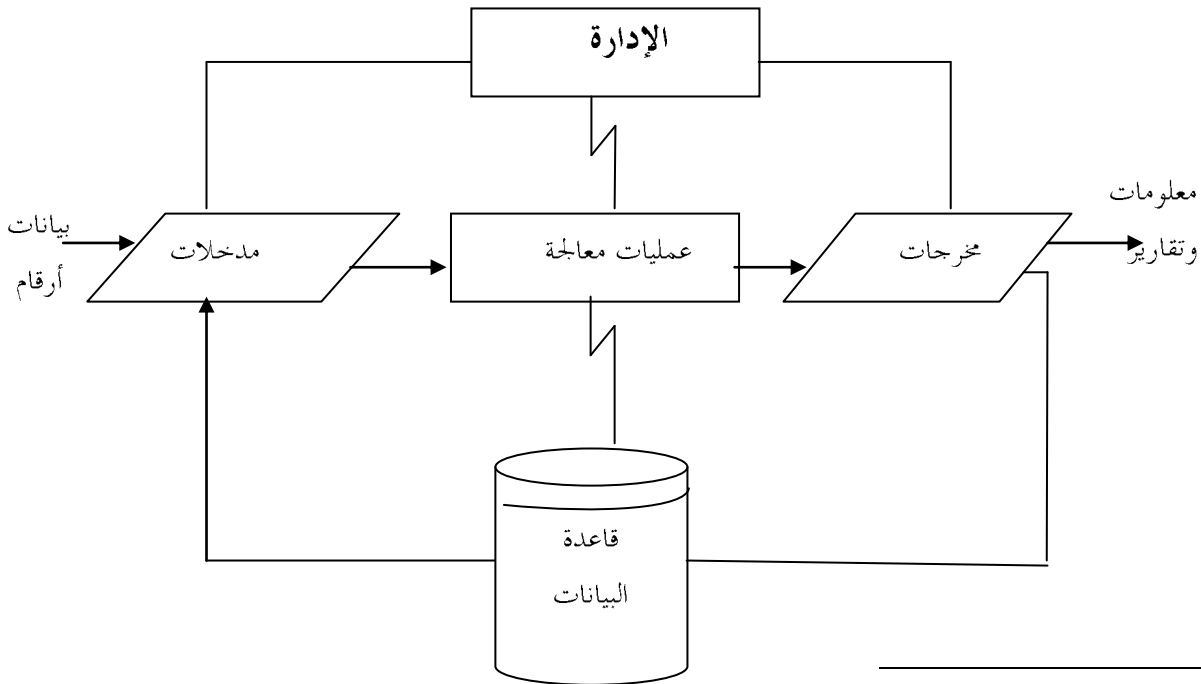 الإدارة
معلومات
وتقارير
بيانات
أرقام
مدخلات
عمليات معالجة
مخرجات
قاعدة
البيانات